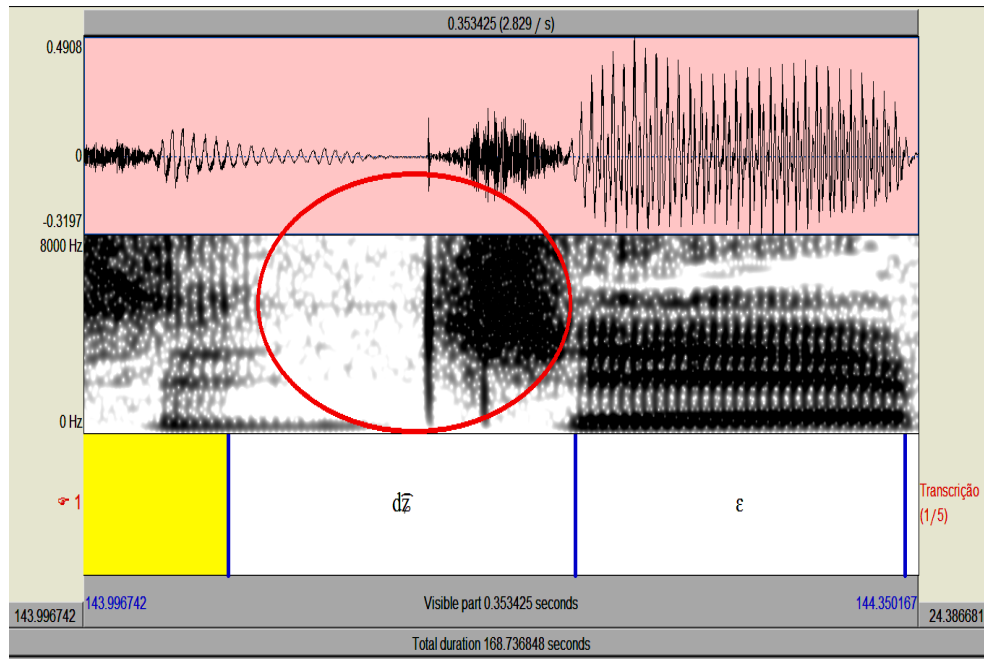 0.353425 (2.829 / s)
0.4908
0
-0.3197
8000 Hz
0 Hz
☞ 1
d͡ʑ
ɛ
Transcrição
(1/5)
143.996742
143.996742
Visible part 0.353425 seconds
144.350167
24.386681
Total duration 168.736848 seconds